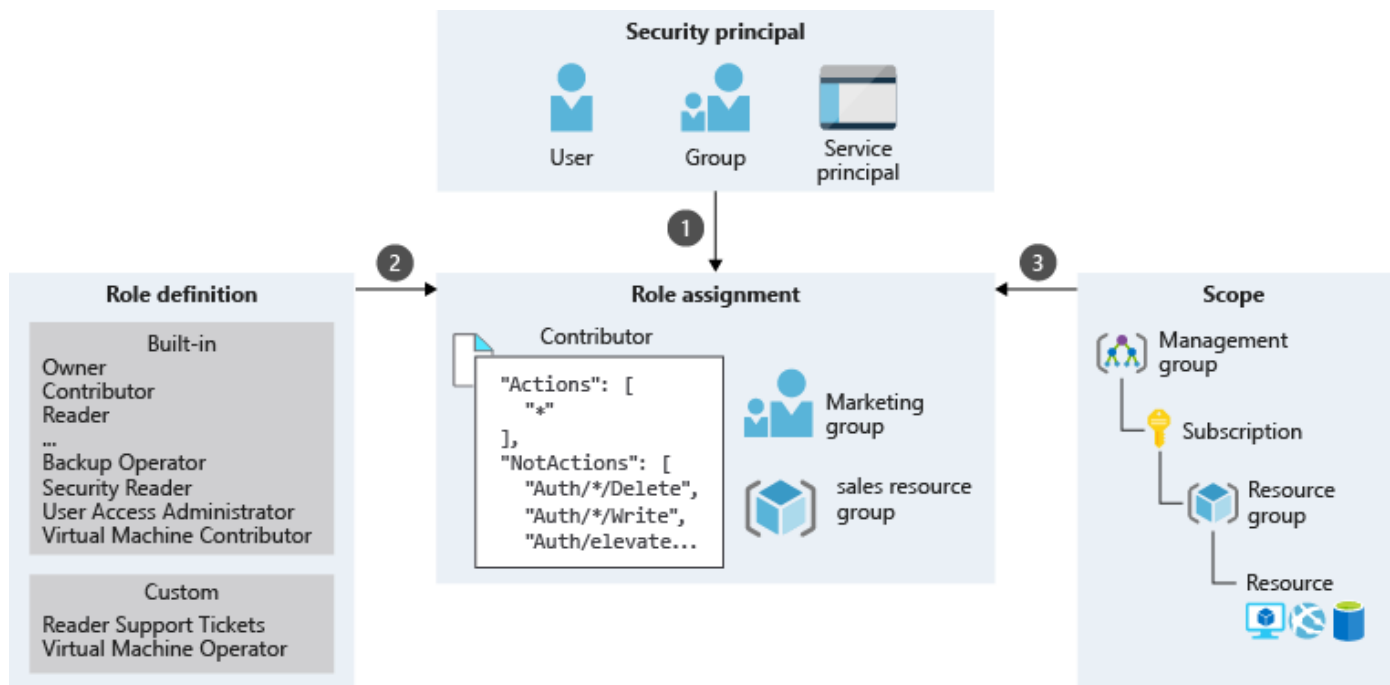 Security principal
User
Group
Service
principal
1
2
3
Role definition
Built-in
Owner
Contributor
Reader
...
Backup Operator
Security Reader
User Access Administrator
Virtual Machine Contributor
Custom
Reader Support Tickets
Virtual Machine Operator
Role assignment
Contributor
"Actions": [
"*"
],
"NotActions": [
"Auth/*/Delete",
"Auth/*/Write",
"Auth/elevate...
Marketing
group
sales resource
group
Scope
Management
group
Subscription
Resource
group
Resource